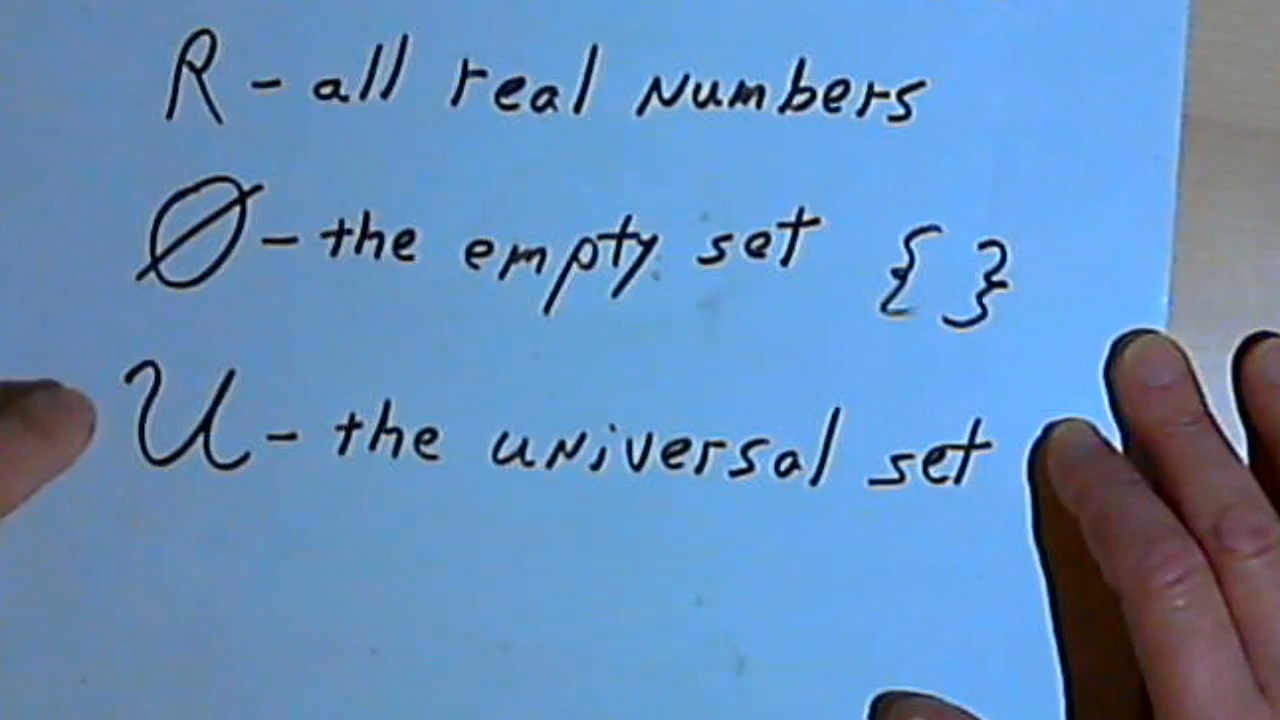 R - all real numbers
Ø - the empty set { }
U - the universal set